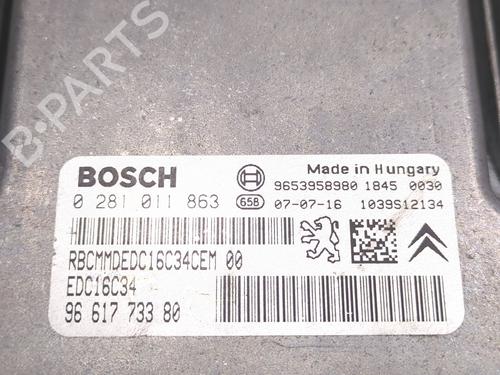 B-PARTS
BOSCH
Made in Hungary
9653958980 1845 0030
0 281 011 863
658 07-07-16 1039S12134
RBCMMDEDC16C34CEM 00
EDC16C34
96 617 733 80